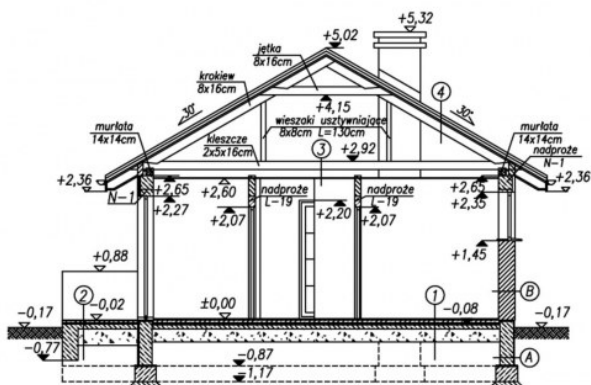 +5,32
+5,02
jętka
8x16cm
krokiew
8x16cm
30°
+4,15
30°
4
murłata
14x14cm
wieszaki usztywniające
8x8cm L=130cm
murłata
14x14cm
kleszcze
2x5x16cm
3
+2,92
nadproże
N-1
+2,36
+2,65
+2,60
+2,65
+2,36
N-1
+2,27
nadproże
L-19
+2,07
+2,20
nadproże
L-19
+2,07
+2,35
+1,45
+0,88
B
2
-0,02
±0,00
1
-0,08
-0,17
-0,17
-0,77
-0,87
A
-1,17